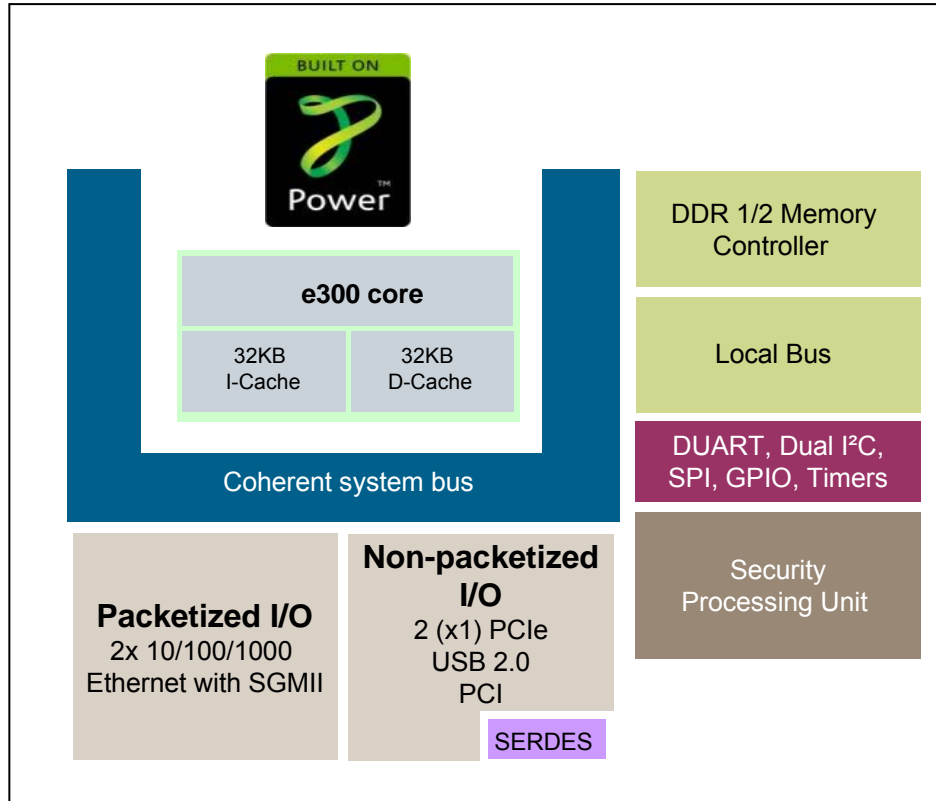 BUILT ON
Power™
e300 core
32KB
I-Cache
32KB
D-Cache
Coherent system bus
DDR 1/2 Memory
Controller
Local Bus
DUART, Dual I²C,
SPI, GPIO, Timers
Security
Processing Unit
Packetized I/O
2x 10/100/1000
Ethernet with SGMII
Non-packetized
I/O
2 (x1) PCIe
USB 2.0
PCI
SERDES